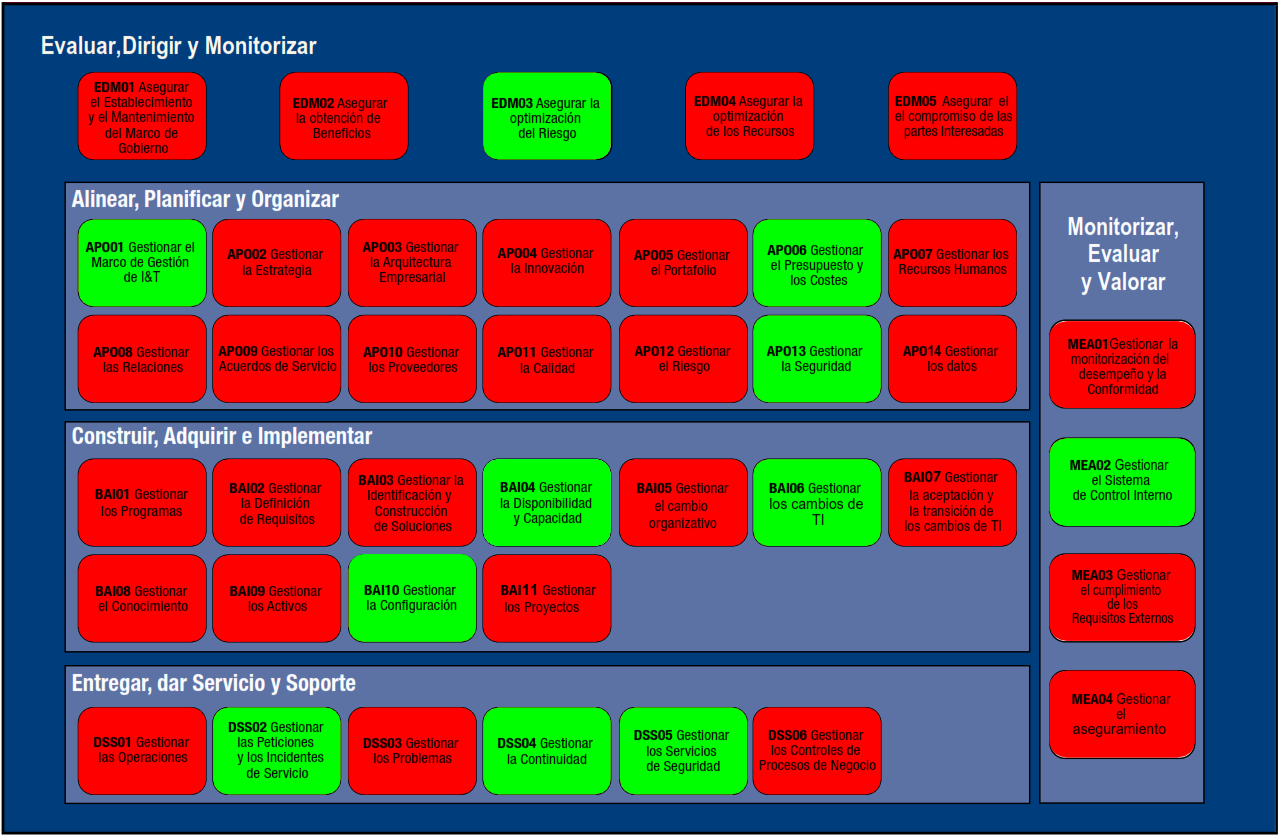 Evaluar,Dirigir y Monitorizar
EDM01 Asegurar
el Establecimiento
y el Mantenimiento
del Marco de
Gobierno
EDM02 Asegurar
la obtención de
Beneficios
EDM03 Asegurar la
optimización
del Riesgo
EDM04 Asegurar la
optimización
de los Recursos
EDM05 Asegurar el
el compromiso de las
partes Interesadas
Alinear, Planificar y Organizar
APO01 Gestionar el
Marco de Gestión
de I&T
APO02 Gestionar
la Estrategia
APO03 Gestionar
la Arquitectura
Empresarial
APO04 Gestionar
la Innovación
APO05 Gestionar
el Portafolio
APO06 Gestionar
el Presupuesto y
los Costes
APO07 Gestionar los
Recursos Humanos
APO08 Gestionar
las Relaciones
APO09 Gestionar los
Acuerdos de Servicio
APO10 Gestionar
los Proveedores
APO11 Gestionar
la Calidad
APO12 Gestionar
el Riesgo
APO13 Gestionar
la Seguridad
APO14 Gestionar
los datos
Construir, Adquirir e Implementar
BAI01 Gestionar
los Programas
BAI02 Gestionar
la Definición
de Requisitos
BAI03 Gestionar la
Identificación y
Construcción
de Soluciones
BAI04 Gestionar
la Disponibilidad
y Capacidad
BAI05 Gestionar
el cambio
organizativo
BAI06 Gestionar
los cambios de
TI
BAI07 Gestionar
la aceptación y
la transición de
los cambios de TI
BAI08 Gestionar
el Conocimiento
BAI09 Gestionar
los Activos
BAI10 Gestionar
la Configuración
BAI11 Gestionar
los Proyectos
Entregar, dar Servicio y Soporte
DSS01 Gestionar
las Operaciones
DSS02 Gestionar
las Peticiones
y los Incidentes
de Servicio
DSS03 Gestionar
los Problemas
DSS04 Gestionar
la Continuidad
DSS05 Gestionar
los Servicios
de Seguridad
DSS06 Gestionar
los Controles de
Procesos de Negocio
Monitorizar,
Evaluar
y Valorar
MEA01Gestionar la
monitorización del
desempeño y la
Conformidad
MEA02 Gestionar
el Sistema
de Control Interno
MEA03 Gestionar
el cumplimiento
de los
Requisitos Externos
MEA04 Gestionar
el
aseguramiento